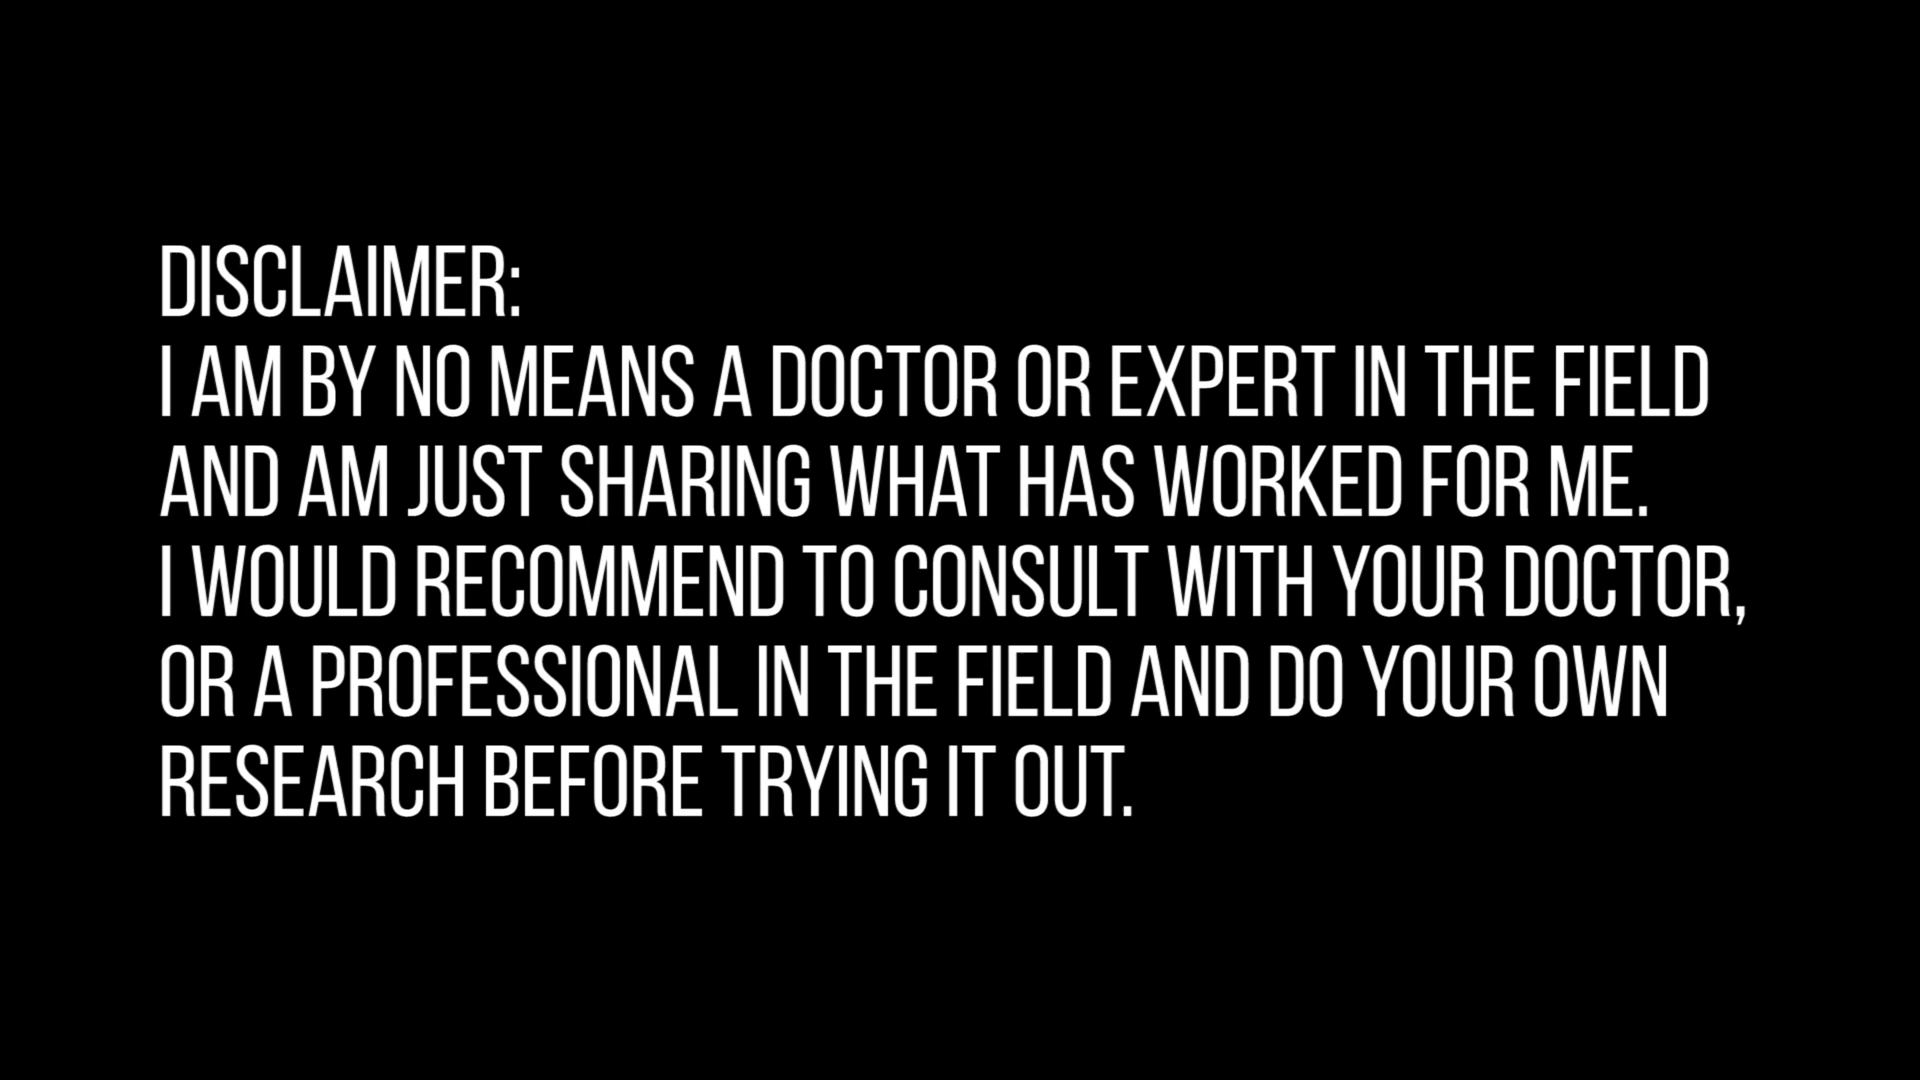 DISCLAIMER:
I AM BY NO MEANS A DOCTOR OR EXPERT IN THE FIELD
AND AM JUST SHARING WHAT HAS WORKED FOR ME.
I WOULD RECOMMEND TO CONSULT WITH YOUR DOCTOR,
OR A PROFESSIONAL IN THE FIELD AND DO YOUR OWN
RESEARCH BEFORE TRYING IT OUT.